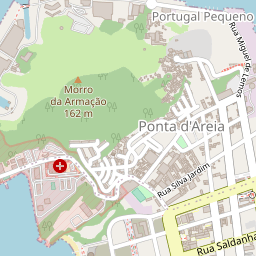 Portugal Pequeno
Rua Miguel de Lemos
Morro
da Armação
162 m
Ponta d'Areia
Rua Silva Jardim
Rua Saldanha